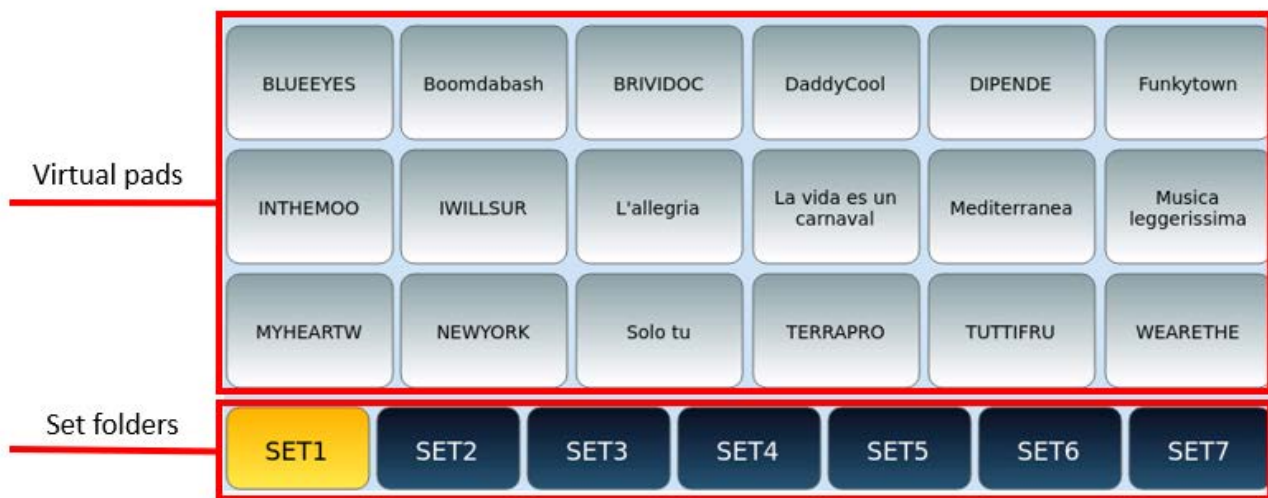 BLUEEYES Boomdabash BRIVIDOC DaddyCool DIPENDE Funkytown
Virtual pads
INTHEMOO IWILLSUR L'allegria La vida es un carnaval Mediterranea Musica leggerissima
MYHEARTW NEWYORK Solo tu TERRAPRO TUTTIFRU WEARETHE
Set folders
SET1 SET2 SET3 SET4 SET5 SET6 SET7